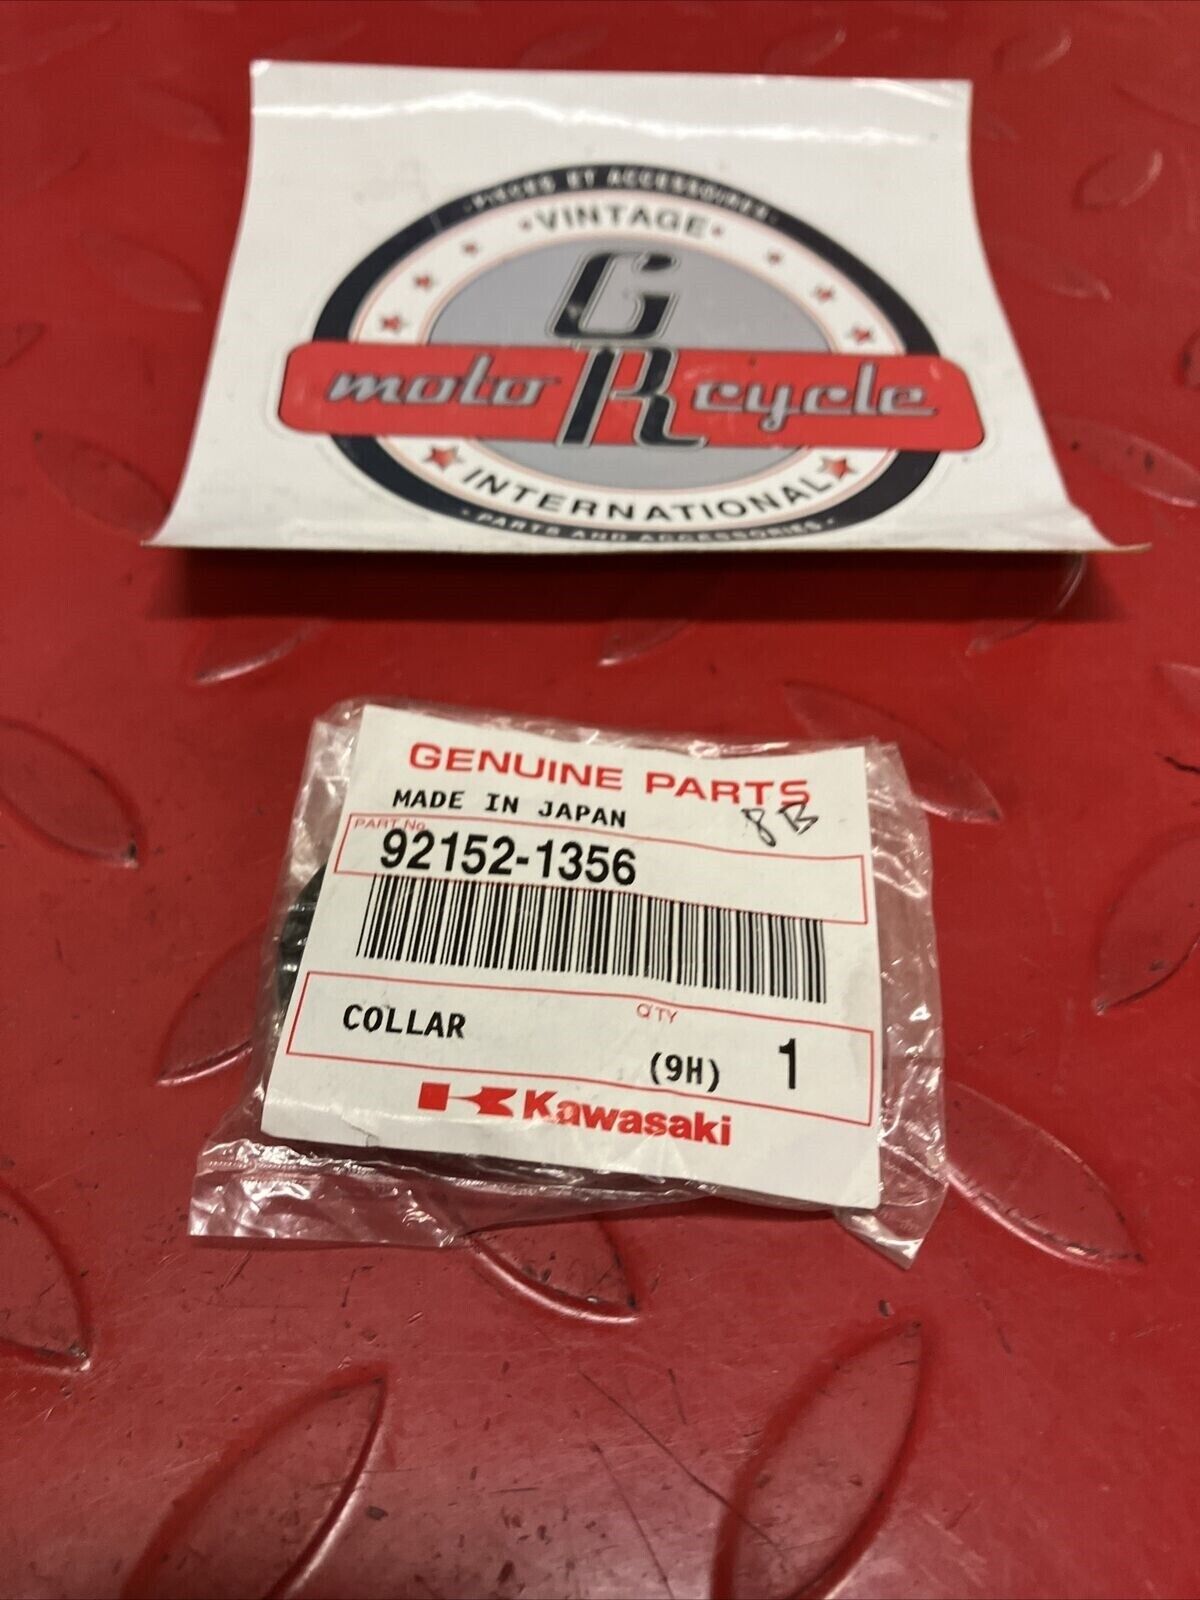 •PIÈCES ET ACCESSOIRES•
•VINTAGE•
G
moto R cycle
INTERNATIONAL
•PARTS AND ACCESSORIES•
GENUINE PARTS
MADE IN JAPAN
8B
PART No.
92152-1356
COLLAR
Q'TY
(9H) 1
Kawasaki